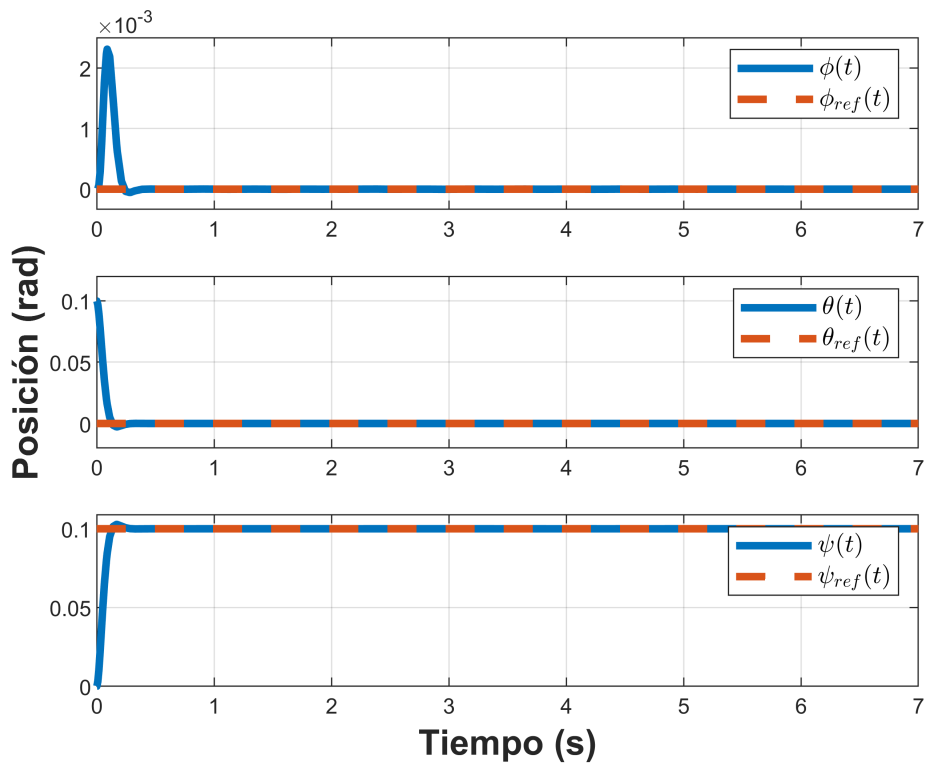 ×10⁻³
2
1
0
ϕ(t)
ϕ_ref(t)
0 1 2 3 4 5 6 7
Posición (rad)
0.1
0.05
0
θ(t)
θ_ref(t)
0 1 2 3 4 5 6 7
0.1
0.05
0
ψ(t)
ψ_ref(t)
0 1 2 3 4 5 6 7
Tiempo (s)